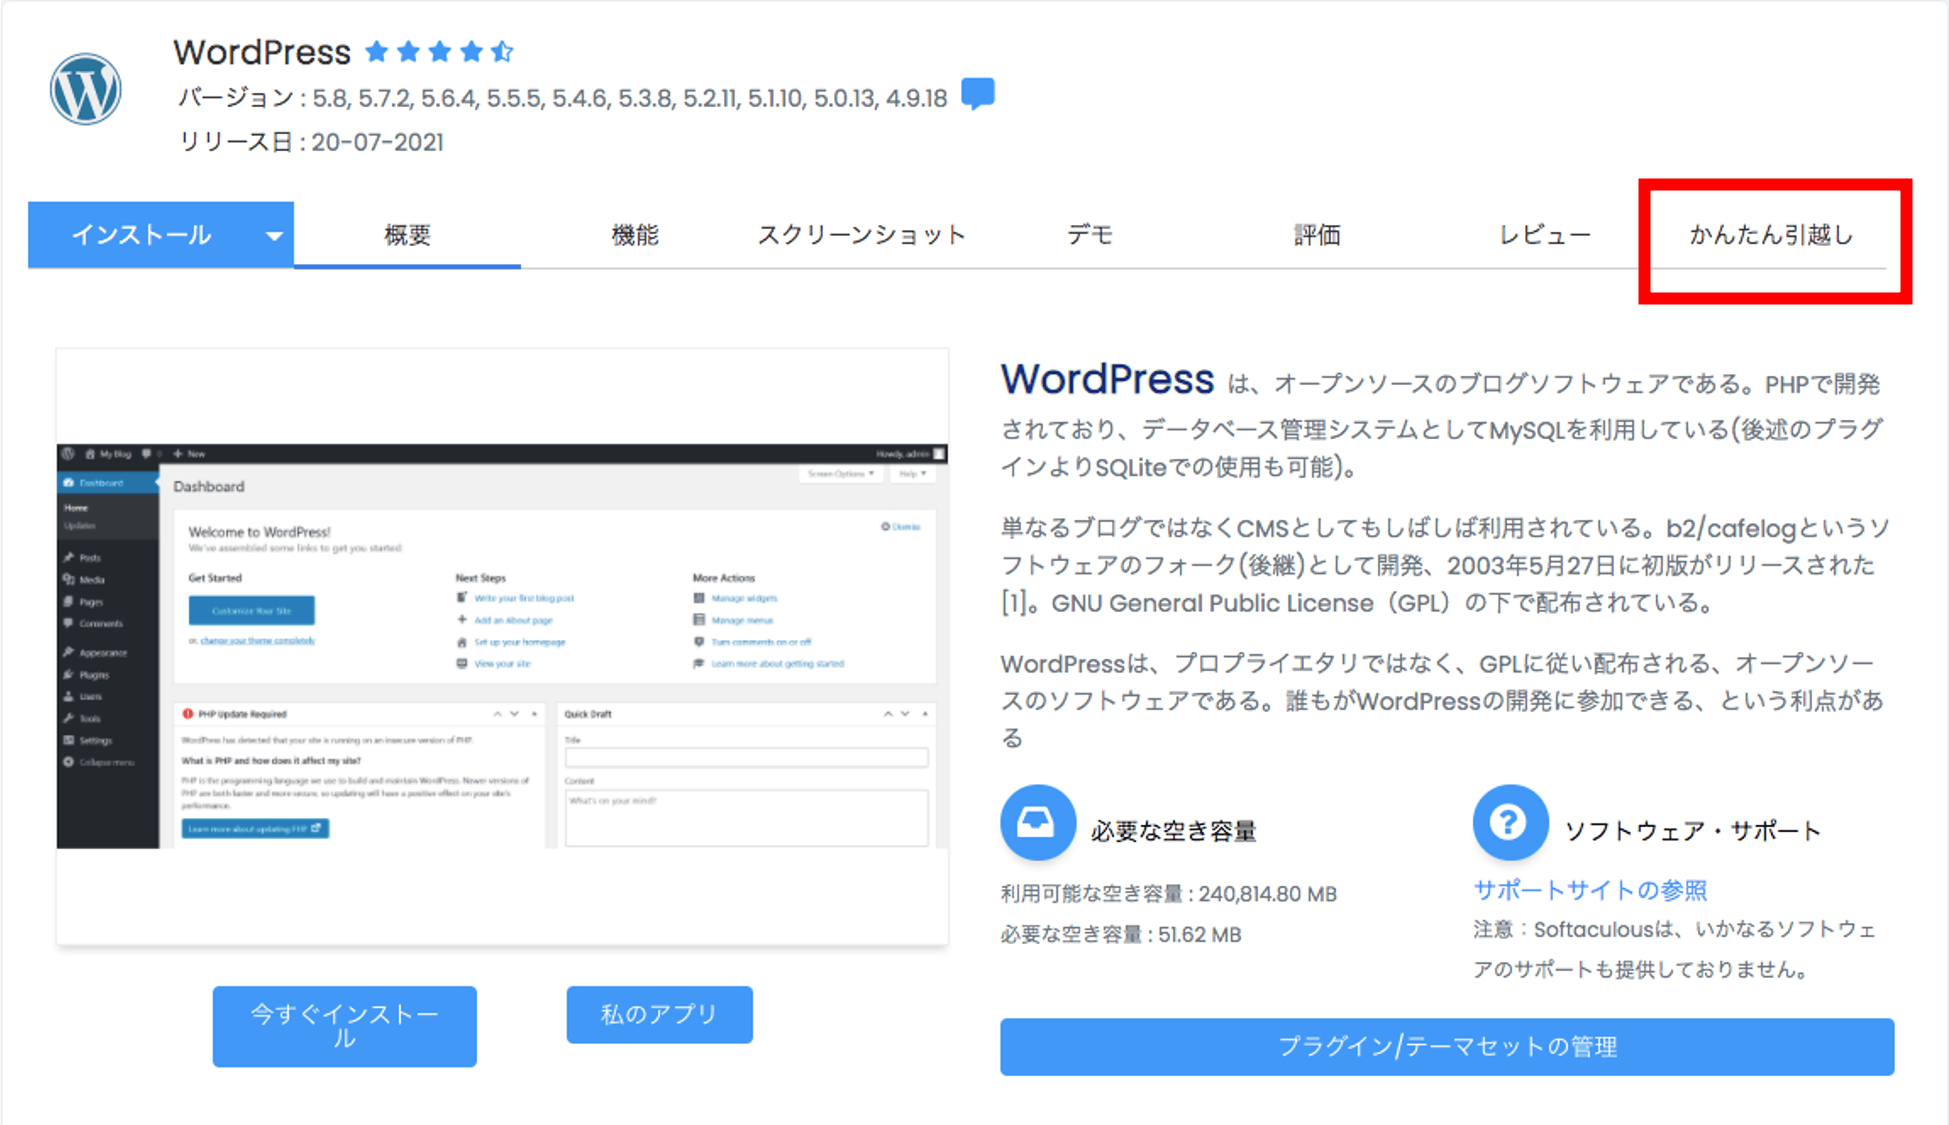 WordPress
バージョン : 5.8, 5.7.2, 5.6.4, 5.5.5, 5.4.6, 5.3.8, 5.2.11, 5.1.10, 5.0.13, 4.9.18
リリース日 : 20-07-2021
インストール
概要
機能
スクリーンショット
デモ
評価
レビュー
かんたん引越し
My Blog
0
New
Howdy, admin
Dashboard
Home
Updates
Posts
Media
Pages
Comments
Appearance
Plugins
Users
Tools
Settings
Collapse menu
Dashboard
Screen Options
Help
Welcome to WordPress!
We've assembled some links to get you started:
Dismiss
Get Started
Customize Your Site
or, change your theme completely
Next Steps
Write your first blog post
Add an About page
Set up your homepage
View your site
More Actions
Manage widgets
Manage menus
Turn comments on or off
Learn more about getting started
PHP Update Required
WordPress has detected that your site is running on an insecure version of PHP.
What is PHP and how does it affect my site?
PHP is the programming language we use to build and maintain WordPress. Newer versions of
PHP are both faster and more secure, so updating will have a positive effect on your site's
performance.
Learn more about updating PHP
Quick Draft
Title
Content
What's on your mind?
今すぐインストー
ル
私のアプリ
WordPress は、オープンソースのブログソフトウェアである。PHPで開発
されており、データベース管理システムとしてMySQLを利用している(後述のプラグ
インよりSQLiteでの使用も可能)。
単なるブログではなくCMSとしてもしばしば利用されている。b2/cafelogというソ
フトウェアのフォーク(後継)として開発、2003年5月27日に初版がリリースされた
[1]。GNU General Public License（GPL）の下で配布されている。
WordPressは、プロプライエタリではなく、GPLに従い配布される、オープンソー
スのソフトウェアである。誰もがWordPressの開発に参加できる、という利点があ
る
必要な空き容量
利用可能な空き容量 : 240,814.80 MB
必要な空き容量 : 51.62 MB
ソフトウェア・サポート
サポートサイトの参照
注意：Softaculousは、いかなるソフトウェ
アのサポートも提供しておりません。
プラグイン/テーマセットの管理